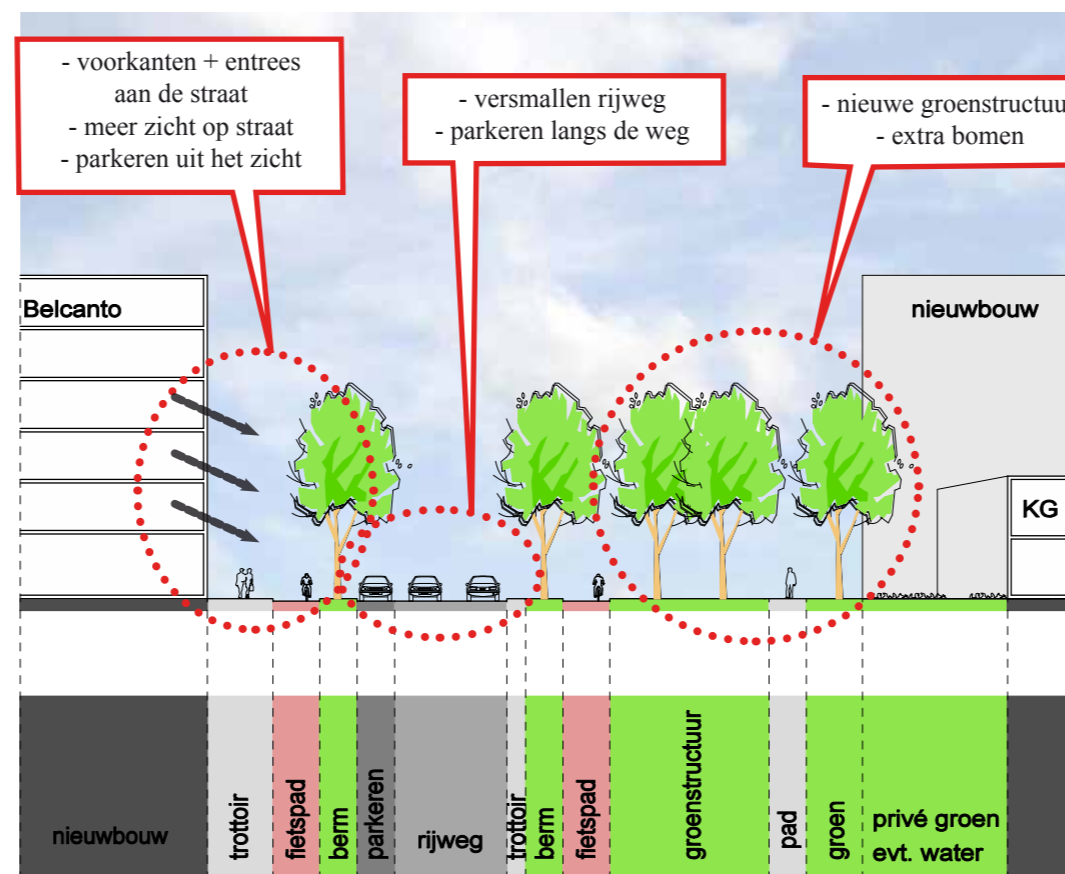 - voorkanten + entrees
aan de straat
- meer zicht op straat
- parkeren uit het zicht
- versmallen rijweg
- parkeren langs de weg
- nieuwe groenstructuu
- extra bomen
Belcanto
nieuwbouw
KG
nieuwbouw
trottoir
fietspad
berm
parkeren
rijweg
trottoir
berm
fietspad
groenstructuur
pad
groen
privé groen
evt. water